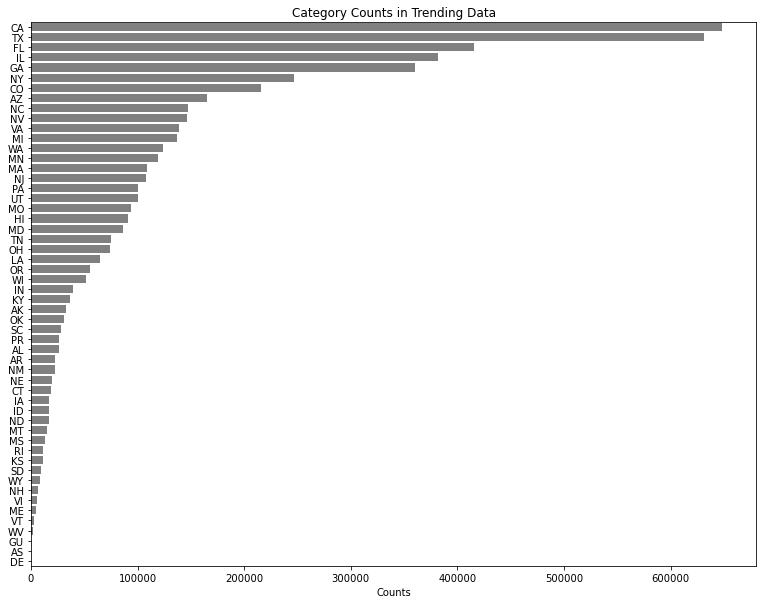 Category Counts in Trending Data
CA
TX
FL
IL
GA
NY
CO
AZ
NC
NV
VA
MI
WA
MN
MA
NJ
PA
UT
MO
HI
MD
TN
OH
LA
OR
WI
IN
KY
AK
OK
SC
PR
AL
AR
NM
NE
CT
IA
ID
ND
MT
MS
RI
KS
SD
WY
NH
VI
ME
VT
WV
GU
AS
DE
0 100000 200000 300000 400000 500000 600000
Counts